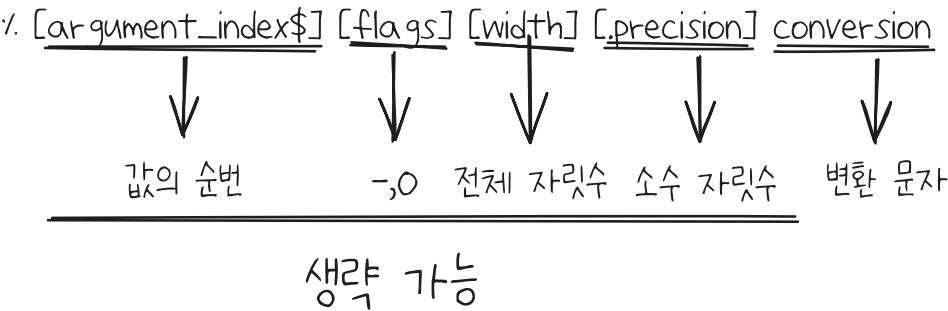 % [argument_index$] [flags] [width] [.precision] conversion
값의 순번 -,0 전체 자릿수 소수 자릿수 변환 문자
생략 가능